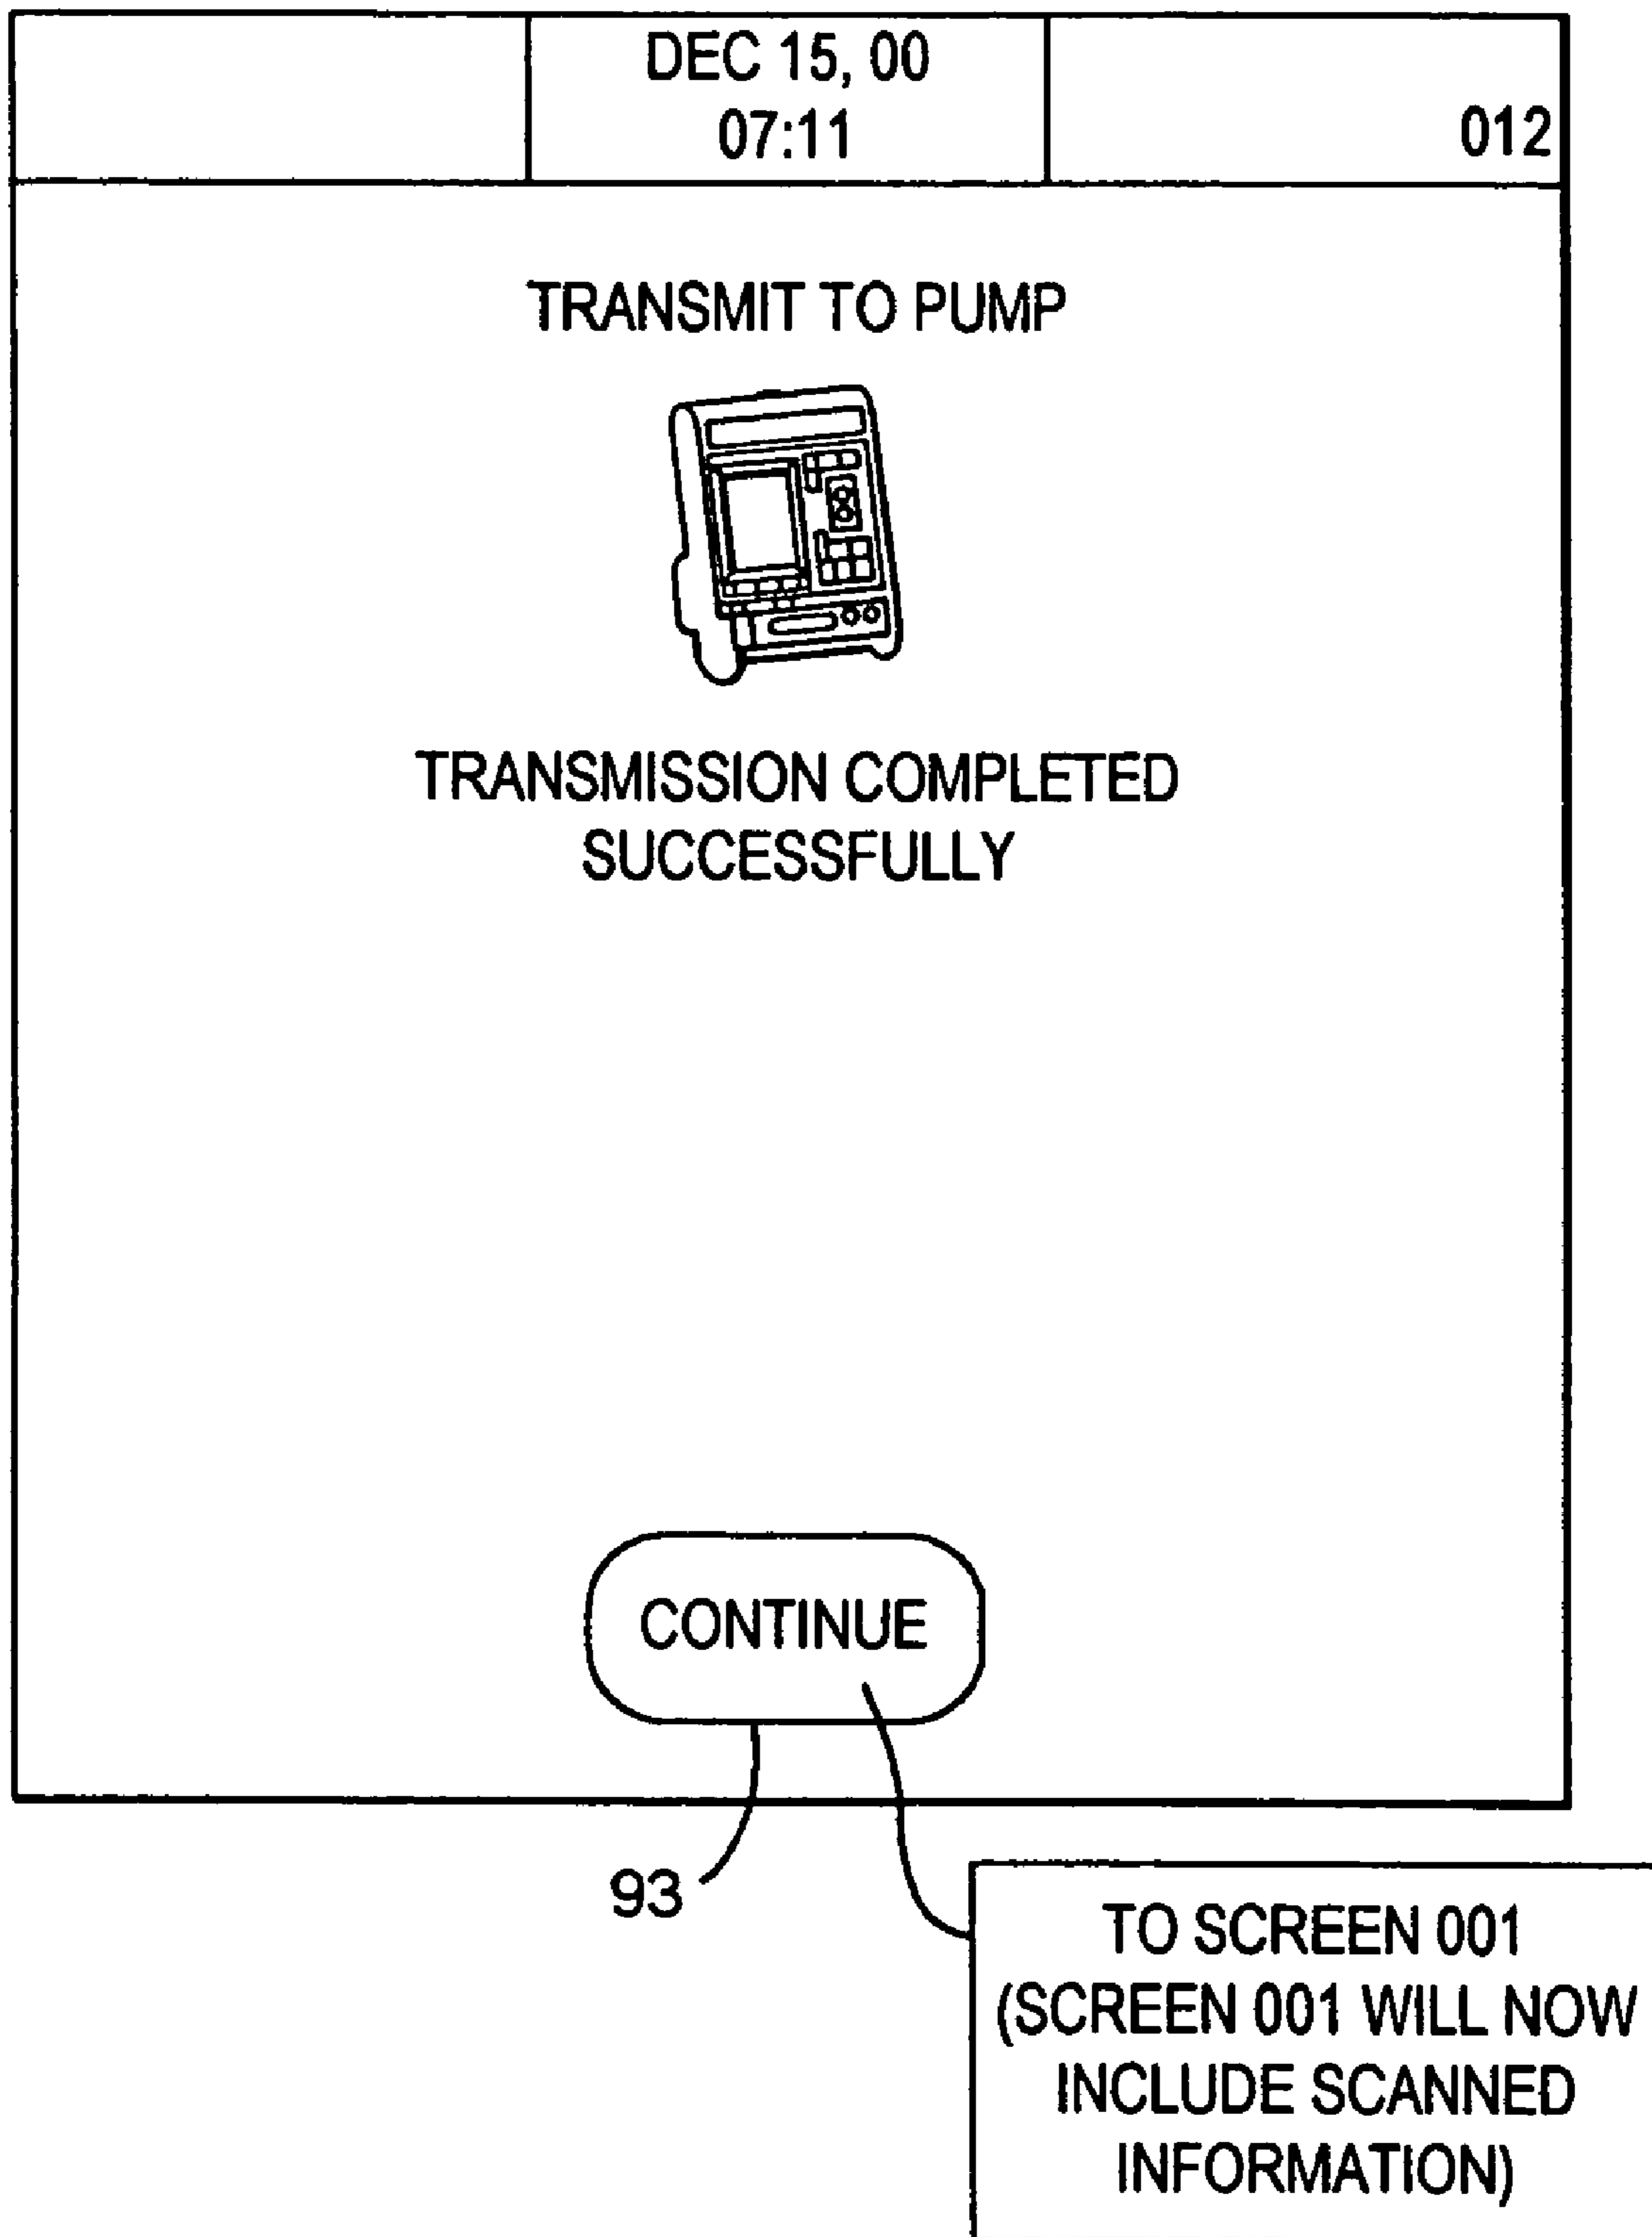 DEC 15, 00
07:11
012
TRANSMIT TO PUMP
TRANSMISSION COMPLETED
SUCCESSFULLY
CONTINUE
93
TO SCREEN 001
(SCREEN 001 WILL NOW
INCLUDE SCANNED
INFORMATION)